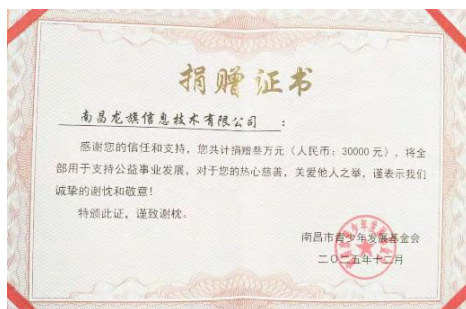 捐赠证书
南昌龙旗信息技术有限公司 :
感谢您的信任和支持，您共计捐赠叁万元（人民币：30000元），将全
部用于支持公益事业发展，对于您的热心慈善，关爱他人之举，谨表示我们
诚挚的谢忱和敬意！
特颁此证，谨致谢枕。
南昌市青少年发展基金会
二〇二五年十二月